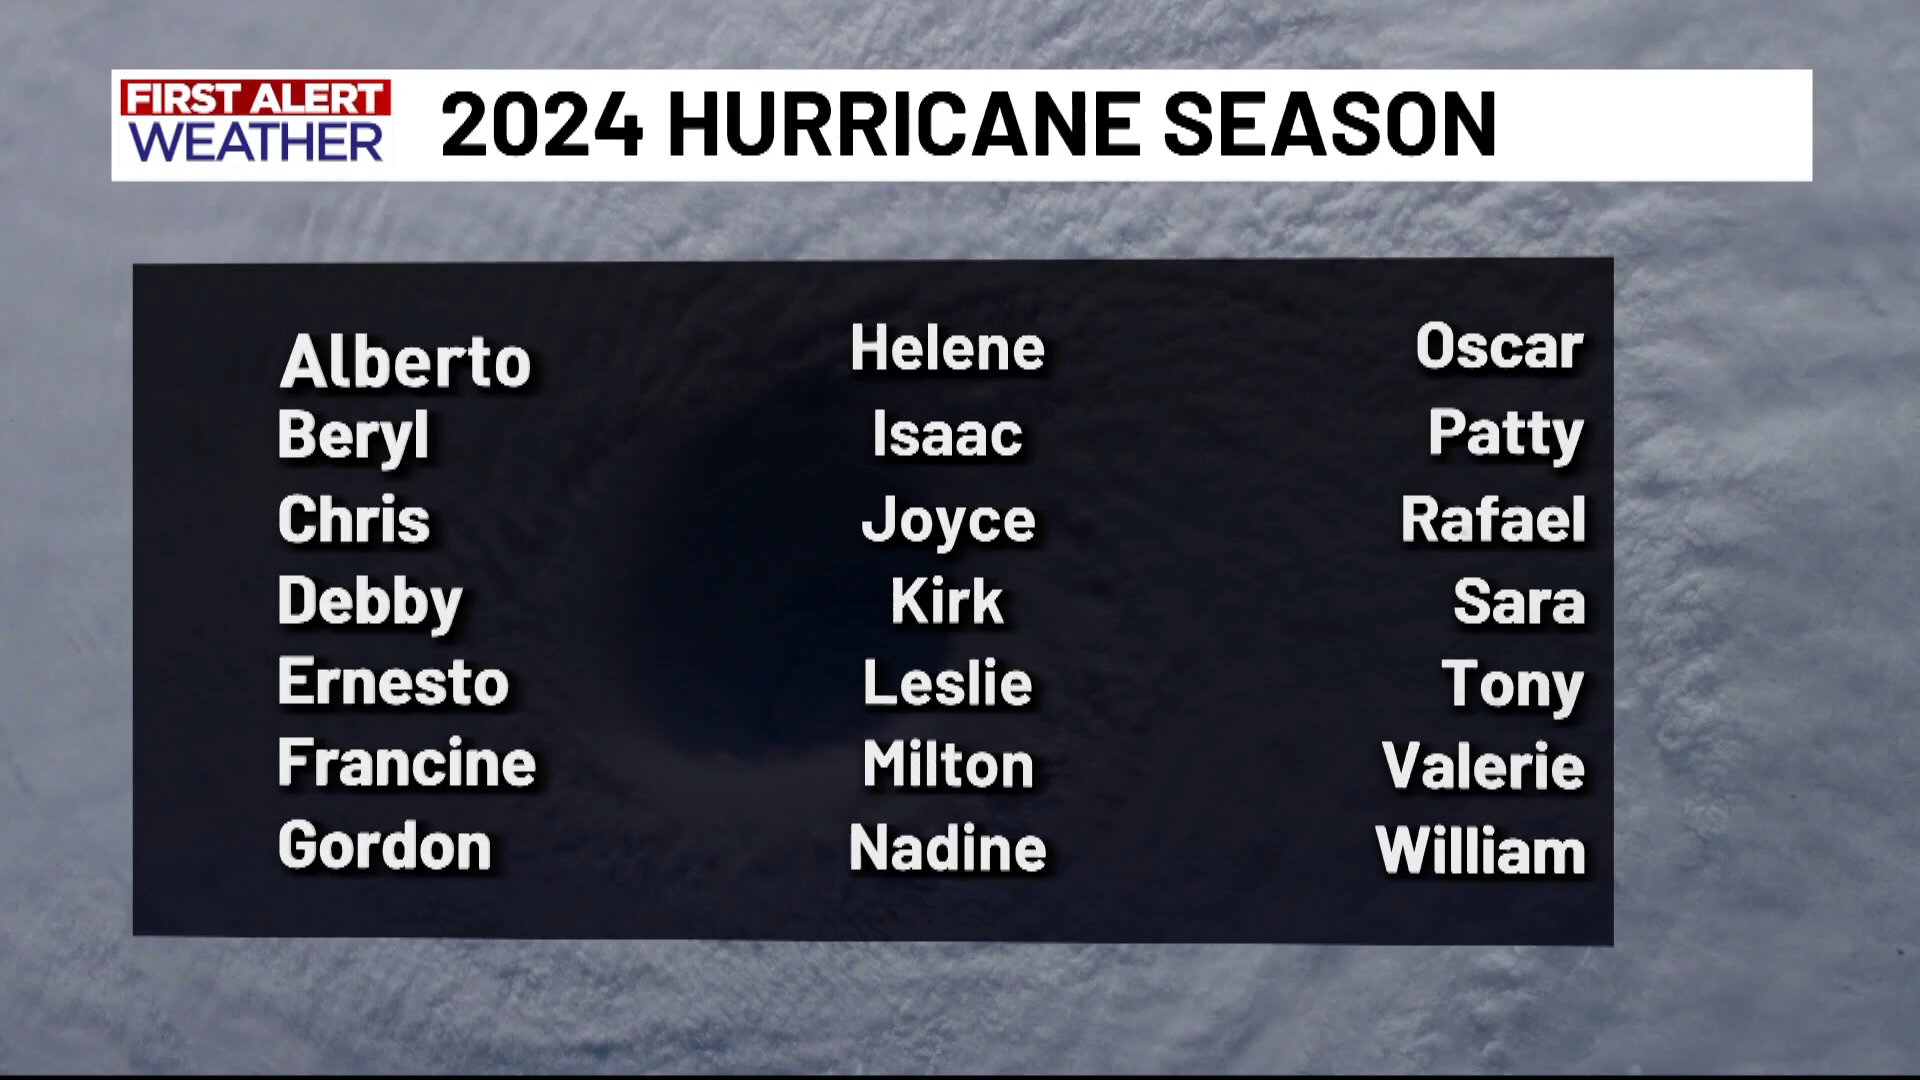 FIRST ALERT
WEATHER
2024 HURRICANE SEASON
Alberto
Beryl
Chris
Debby
Ernesto
Francine
Gordon
Helene
Isaac
Joyce
Kirk
Leslie
Milton
Nadine
Oscar
Patty
Rafael
Sara
Tony
Valerie
William